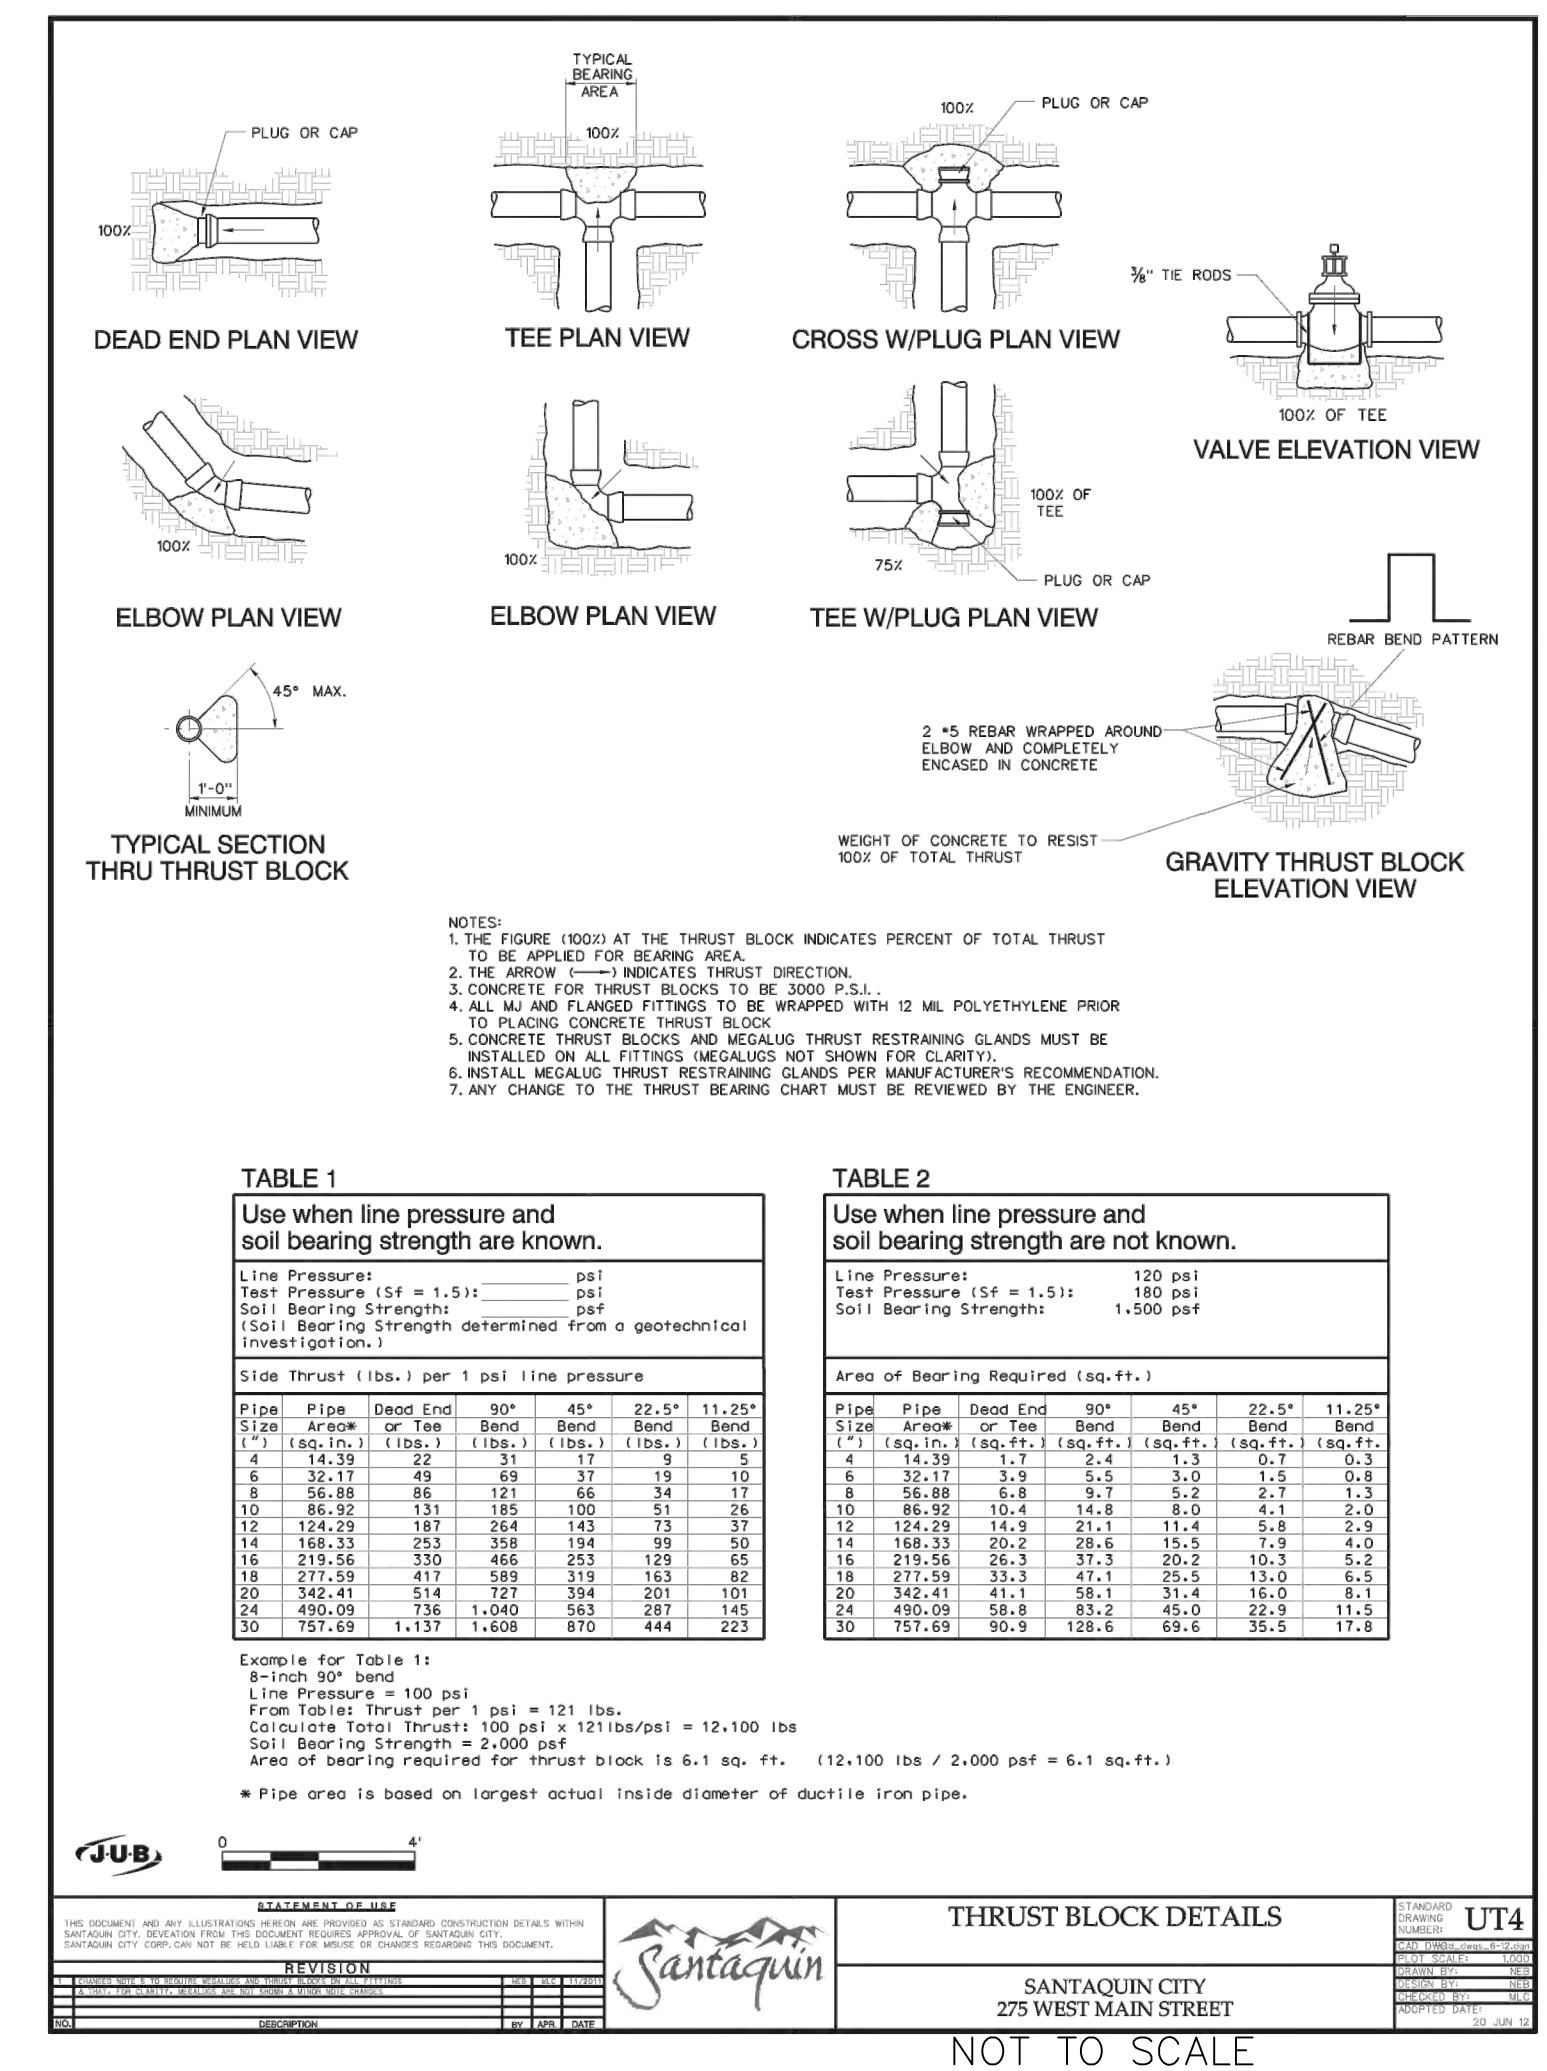 TYPICAL
BEARING
AREA
100%
PLUG OR CAP
100%
DEAD END PLAN VIEW
100%
TEE PLAN VIEW
PLUG OR CAP
CROSS W/PLUG PLAN VIEW
⅜" TIE RODS
100% OF TEE
VALVE ELEVATION VIEW
100%
ELBOW PLAN VIEW
100%
ELBOW PLAN VIEW
100% OF
TEE
75%
PLUG OR CAP
TEE W/PLUG PLAN VIEW
REBAR BEND PATTERN
45° MAX.
1'-0"
MINIMUM
TYPICAL SECTION
THRU THRUST BLOCK
2 #5 REBAR WRAPPED AROUND
ELBOW AND COMPLETELY
ENCASED IN CONCRETE
WEIGHT OF CONCRETE TO RESIST
100% OF TOTAL THRUST
GRAVITY THRUST BLOCK
ELEVATION VIEW
NOTES:
1. THE FIGURE (100%) AT THE THRUST BLOCK INDICATES PERCENT OF TOTAL THRUST
TO BE APPLIED FOR BEARING AREA.
2. THE ARROW (⟶) INDICATES THRUST DIRECTION.
3. CONCRETE FOR THRUST BLOCKS TO BE 3000 P.S.I. .
4. ALL MJ AND FLANGED FITTINGS TO BE WRAPPED WITH 12 MIL POLYETHYLENE PRIOR
TO PLACING CONCRETE THRUST BLOCK
5. CONCRETE THRUST BLOCKS AND MEGALUG THRUST RESTRAINING GLANDS MUST BE
INSTALLED ON ALL FITTINGS (MEGALUGS NOT SHOWN FOR CLARITY).
6. INSTALL MEGALUG THRUST RESTRAINING GLANDS PER MANUFACTURER'S RECOMMENDATION.
7. ANY CHANGE TO THE THRUST BEARING CHART MUST BE REVIEWED BY THE ENGINEER.
TABLE 1
Use when line pressure and
soil bearing strength are known.
Line Pressure: ________ psi
Test Pressure (Sf = 1.5): ________ psi
Soil Bearing Strength: ________ psf
(Soil Bearing Strength determined from a geotechnical
investigation.)
Side Thrust (lbs.) per 1 psi line pressure
Pipe Pipe Dead End 90° 45° 22.5° 11.25°
Size Area* or Tee Bend Bend Bend Bend
(") (sq.in.) (lbs.) (lbs.) (lbs.) (lbs.) (lbs.)
4 14.39 22 31 17 9 5
6 32.17 49 69 37 19 10
8 56.88 86 121 66 34 17
10 86.92 131 185 100 51 26
12 124.29 187 264 143 73 37
14 168.33 253 358 194 99 50
16 219.56 330 466 253 129 65
18 277.59 417 589 319 163 82
20 342.41 514 727 394 201 101
24 490.09 736 1,040 563 287 145
30 757.69 1,137 1,608 870 444 223
TABLE 2
Use when line pressure and
soil bearing strength are not known.
Line Pressure: 120 psi
Test Pressure (Sf = 1.5): 180 psi
Soil Bearing Strength: 1,500 psf
Area of Bearing Required (sq.ft.)
Pipe Pipe Dead End 90° 45° 22.5° 11.25°
Size Area* or Tee Bend Bend Bend Bend
(") (sq.in.) (sq.ft.) (sq.ft.) (sq.ft.) (sq.ft.) (sq.ft.
4 14.39 1.7 2.4 1.3 0.7 0.3
6 32.17 3.9 5.5 3.0 1.5 0.8
8 56.88 6.8 9.7 5.2 2.7 1.3
10 86.92 10.4 14.8 8.0 4.1 2.0
12 124.29 14.9 21.1 11.4 5.8 2.9
14 168.33 20.2 28.6 15.5 7.9 4.0
16 219.56 26.3 37.3 20.2 10.3 5.2
18 277.59 33.3 47.1 25.5 13.0 6.5
20 342.41 41.1 58.1 31.4 16.0 8.1
24 490.09 58.8 83.2 45.0 22.9 11.5
30 757.69 90.9 128.6 69.6 35.5 17.8
Example for Table 1:
8-inch 90° bend
Line Pressure = 100 psi
From Table: Thrust per 1 psi = 121 lbs.
Calculate Total Thrust: 100 psi x 121lbs/psi = 12,100 lbs
Soil Bearing Strength = 2,000 psf
Area of bearing required for thrust block is 6.1 sq. ft. (12,100 lbs / 2,000 psf = 6.1 sq.ft.)
* Pipe area is based on largest actual inside diameter of ductile iron pipe.
J·U·B
0 4'
STATEMENT OF USE
THIS DOCUMENT AND ANY ILLUSTRATIONS HEREON ARE PROVIDED AS STANDARD CONSTRUCTION DETAILS WITHIN
SANTAQUIN CITY. DEVEATION FROM THIS DOCUMENT REQUIRES APPROVAL OF SANTAQUIN CITY.
SANTAQUIN CITY CORP. CAN NOT BE HELD LIABLE FOR MISUSE OR CHANGES REGARDING THIS DOCUMENT.
REVISION
1 CHANGED NOTE 5 TO REQUIRE MEGALUGS AND THRUST BLOCKS ON ALL FITTINGS NEB MLC 11/2011
& THAT, FOR CLARITY, MEGALUGS ARE NOT SHOWN & MINOR NOTE CHANGES
NO. DESCRIPTION BY APR. DATE
Santaquin
THRUST BLOCK DETAILS
SANTAQUIN CITY
275 WEST MAIN STREET
STANDARD
DRAWING
NUMBER: UT4
PLOT SCALE: 1,000
DRAWN BY: NEB
DESIGN BY: NEB
CHECKED BY: MLC
ADOPTED DATE:
20 JUN 12
NOT TO SCALE